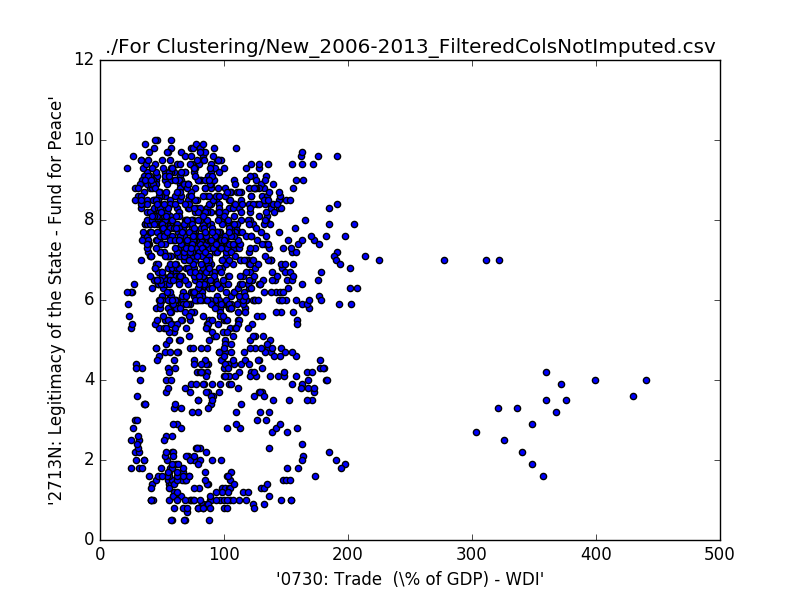 ./For Clustering/New_2006-2013_FilteredColsNotImputed.csv
'2713N: Legitimacy of the State - Fund for Peace'
12
10
8
6
4
2
0
0 100 200 300 400 500
'0730: Trade  (\% of GDP) - WDI'